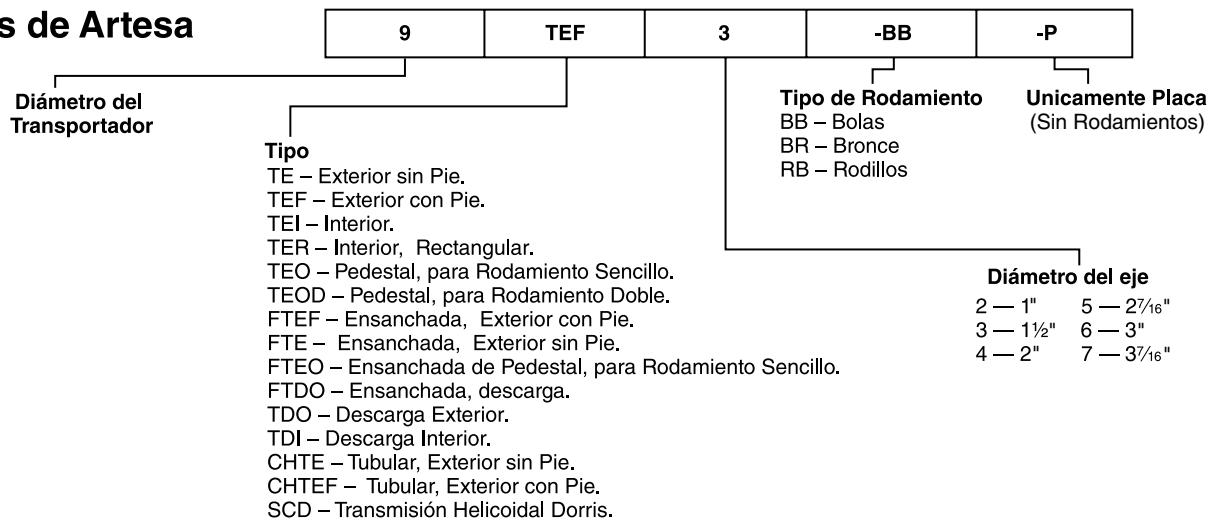 s de Artesa
9 TEF 3 -BB -P
Diámetro del
Transportador
Tipo
TE – Exterior sin Pie.
TEF – Exterior con Pie.
TEI – Interior.
TER – Interior, Rectangular.
TEO – Pedestal, para Rodamiento Sencillo.
TEOD – Pedestal, para Rodamiento Doble.
FTEF – Ensanchada, Exterior con Pie.
FTE – Ensanchada, Exterior sin Pie.
FTEO – Ensanchada de Pedestal, para Rodamiento Sencillo.
FTDO – Ensanchada, descarga.
TDO – Descarga Exterior.
TDI – Descarga Interior.
CHTE – Tubular, Exterior sin Pie.
CHTEF – Tubular, Exterior con Pie.
SCD – Transmisión Helicoidal Dorris.
Tipo de Rodamiento
BB – Bolas
BR – Bronce
RB – Rodillos
Unicamente Placa
(Sin Rodamientos)
Diámetro del eje
2 — 1" 5 — 2⁷⁄₁₆"
3 — 1½" 6 — 3"
4 — 2" 7 — 3⁷⁄₁₆"